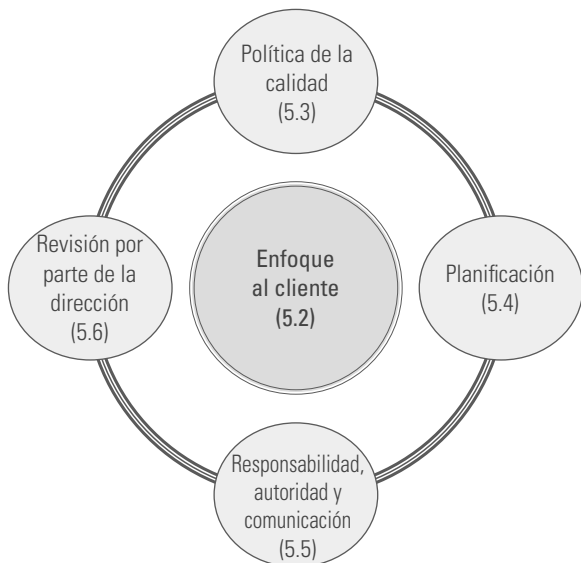 Política de la
calidad
(5.3)
Revisión por
parte de la
dirección
(5.6)
Enfoque
al cliente
(5.2)
Planificación
(5.4)
Responsabilidad,
autoridad y
comunicación
(5.5)